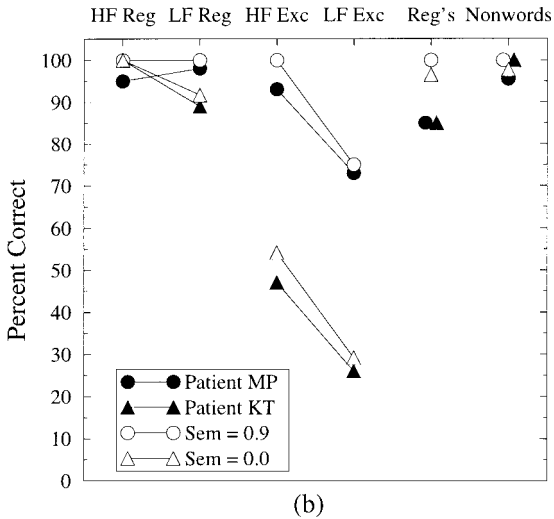 HF Reg LF Reg HF Exc LF Exc Reg's Nonwords
100
90
80
70
60
50
40
30
20
10
0
Percent Correct
Patient MP
Patient KT
Sem = 0.9
Sem = 0.0
(b)